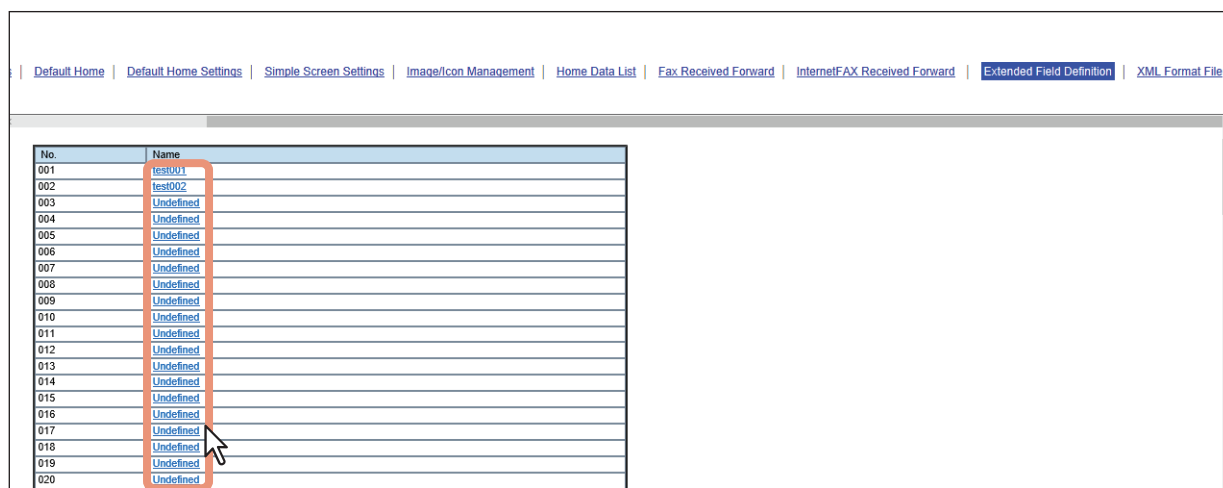 Default Home | Default Home Settings | Simple Screen Settings | Image/Icon Management | Home Data List | Fax Received Forward | InternetFAX Received Forward | Extended Field Definition | XML Format File
No. Name
001 test001
002 test002
003 Undefined
004 Undefined
005 Undefined
006 Undefined
007 Undefined
008 Undefined
009 Undefined
010 Undefined
011 Undefined
012 Undefined
013 Undefined
014 Undefined
015 Undefined
016 Undefined
017 Undefined
018 Undefined
019 Undefined
020 Undefined